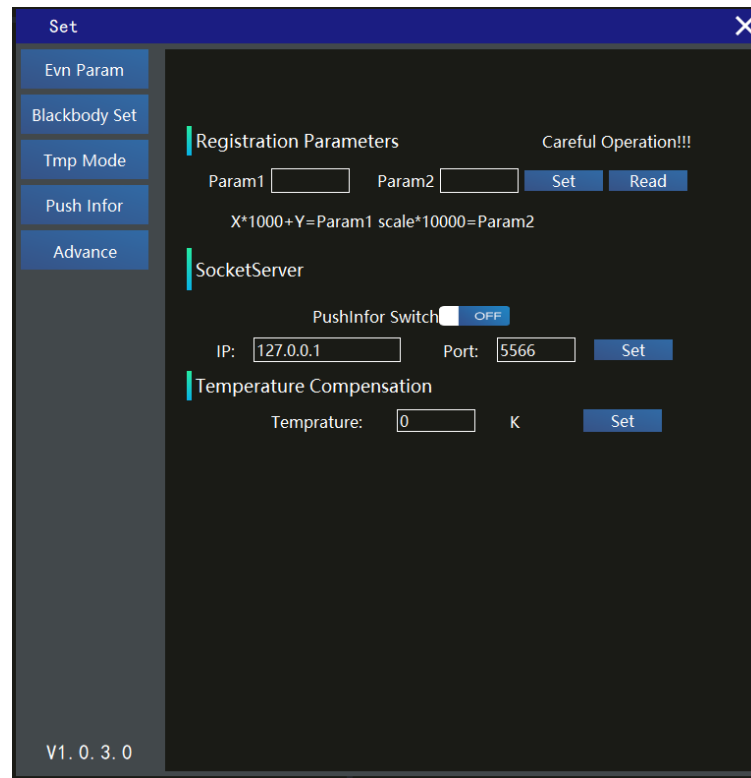 Set
Evn Param
Blackbody Set
Tmp Mode
Push Infor
Advance
Registration Parameters Careful Operation!!!
Param1 Param2 Set Read
X*1000+Y=Param1 scale*10000=Param2
SocketServer
PushInfor Switch OFF
IP: 127.0.0.1 Port: 5566 Set
Temperature Compensation
Temprature: 0 K Set
V1.0.3.0